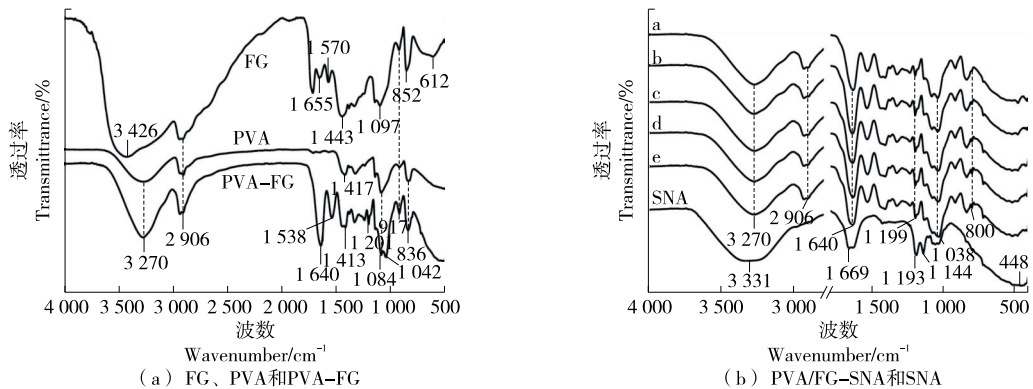 透过率
Transmittrance/%
FG
PVA
PVA-FG
3 426
2 906
3 270
1 570
1 655
1 443
1 097
852
612
1 417
1 538
1 640
1 413
1 201
1 084
917
836
1 042
4 000 3 500 3 000 2 500 2 000 1 500 1 000 500
波数
Wavenumber/cm⁻¹
(a) FG、PVA和PVA-FG
透过率
Transmittrance/%
a
b
c
d
e
SNA
3 270
2 906
3 331
1 640
1 669
1 199
1 193
1 144
1 038
800
448
4 000 3 500 3 000 1 500 1 000 500
波数
Wavenumber/cm⁻¹
(b) PVA/FG-SNA和SNA